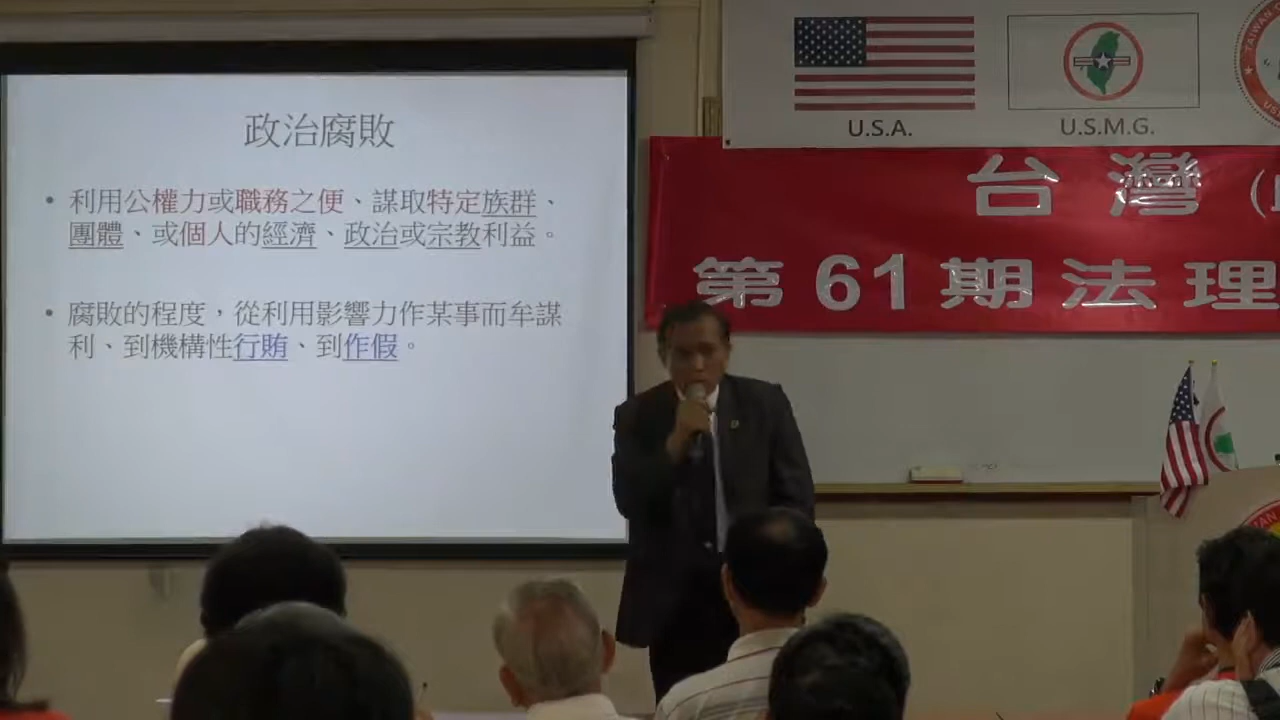 政治腐敗
• 利用公權力或職務之便、謀取特定族群、
團體、或個人的經濟、政治或宗教利益。
• 腐敗的程度，從利用影響力作某事而牟謀
利、到機構性行賄、到作假。
U.S.A.
U.S.M.G.
台灣（
第61期法理